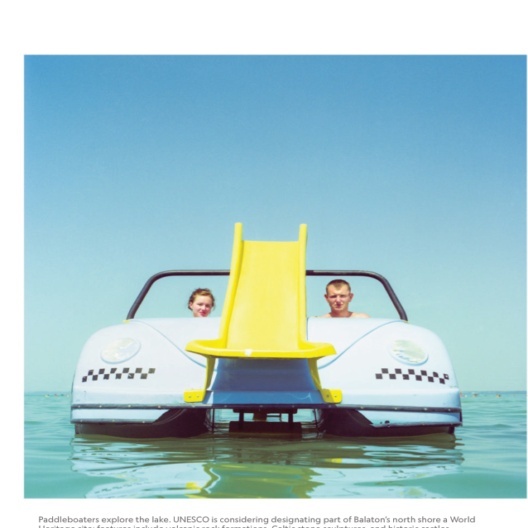 Paddleboaters explore the lake. UNESCO is considering designating part of Balaton's north shore a World
Heritage site; features include volcanic rock formations, Celtic stone sculptures, and historic castles.